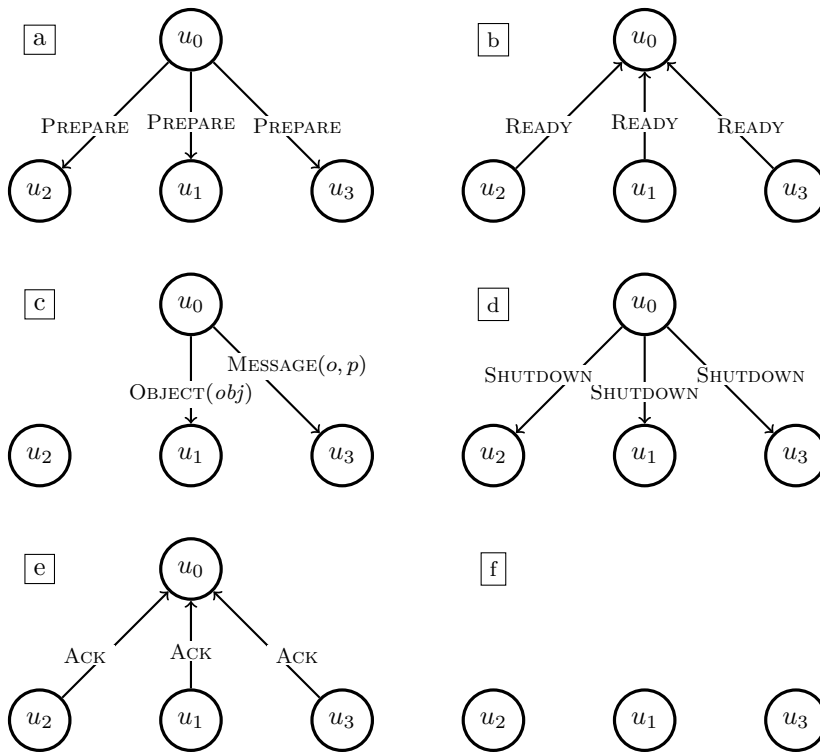 a
u0
PREPARE PREPARE PREPARE
u2 u1 u3
b
u0
READY READY READY
u2 u1 u3
c
u0
MESSAGE(o, p)
OBJECT(obj)
u2 u1 u3
d
u0
SHUTDOWN SHUTDOWN SHUTDOWN
u2 u1 u3
e
u0
ACK ACK ACK
u2 u1 u3
f
u2 u1 u3